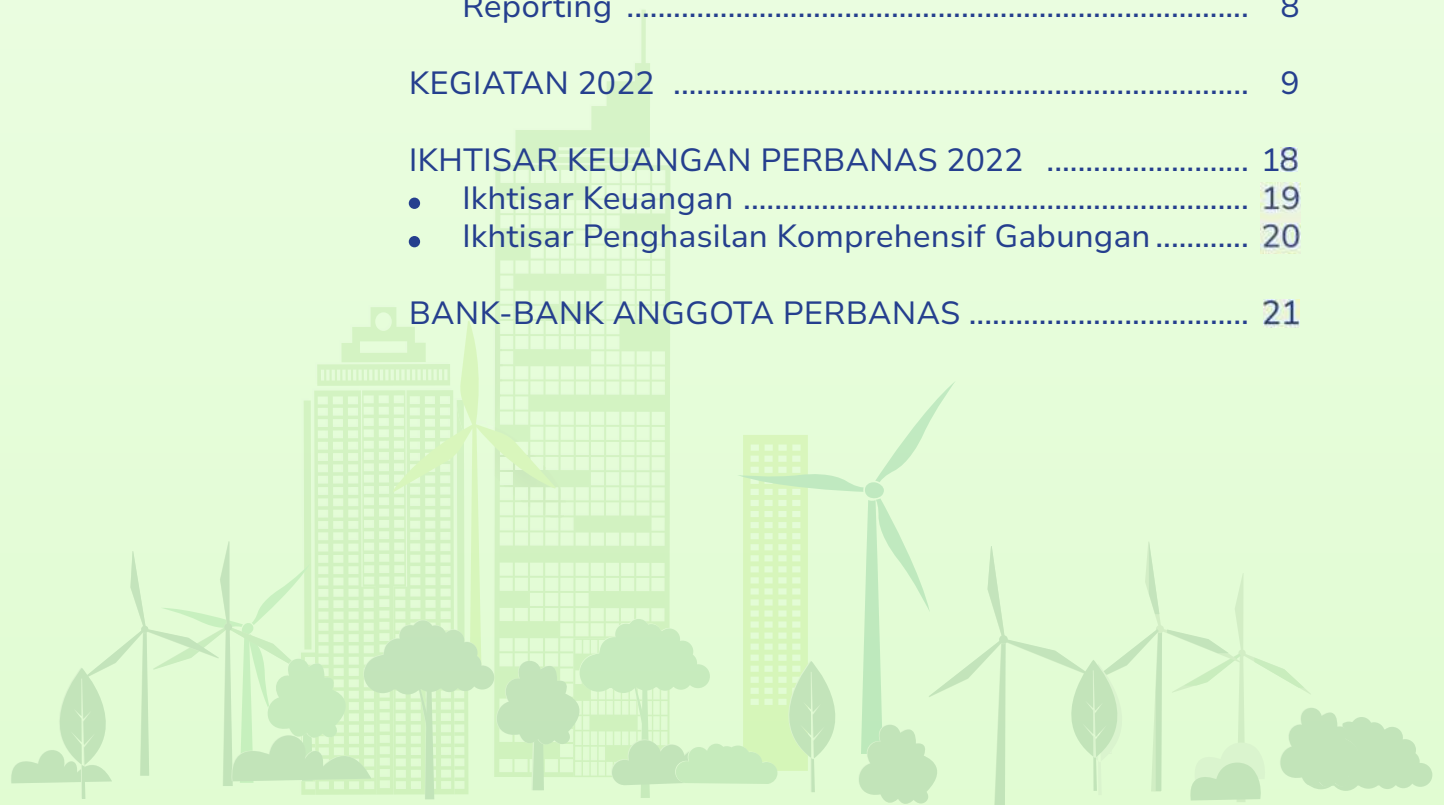 Reporting ................................................................................ 8
KEGIATAN 2022 .......................................................................... 9
IKHTISAR KEUANGAN PERBANAS 2022 .......................... 18
• Ikhtisar Keuangan ................................................................. 19
• Ikhtisar Penghasilan Komprehensif Gabungan ............ 20
BANK-BANK ANGGOTA PERBANAS .................................... 21